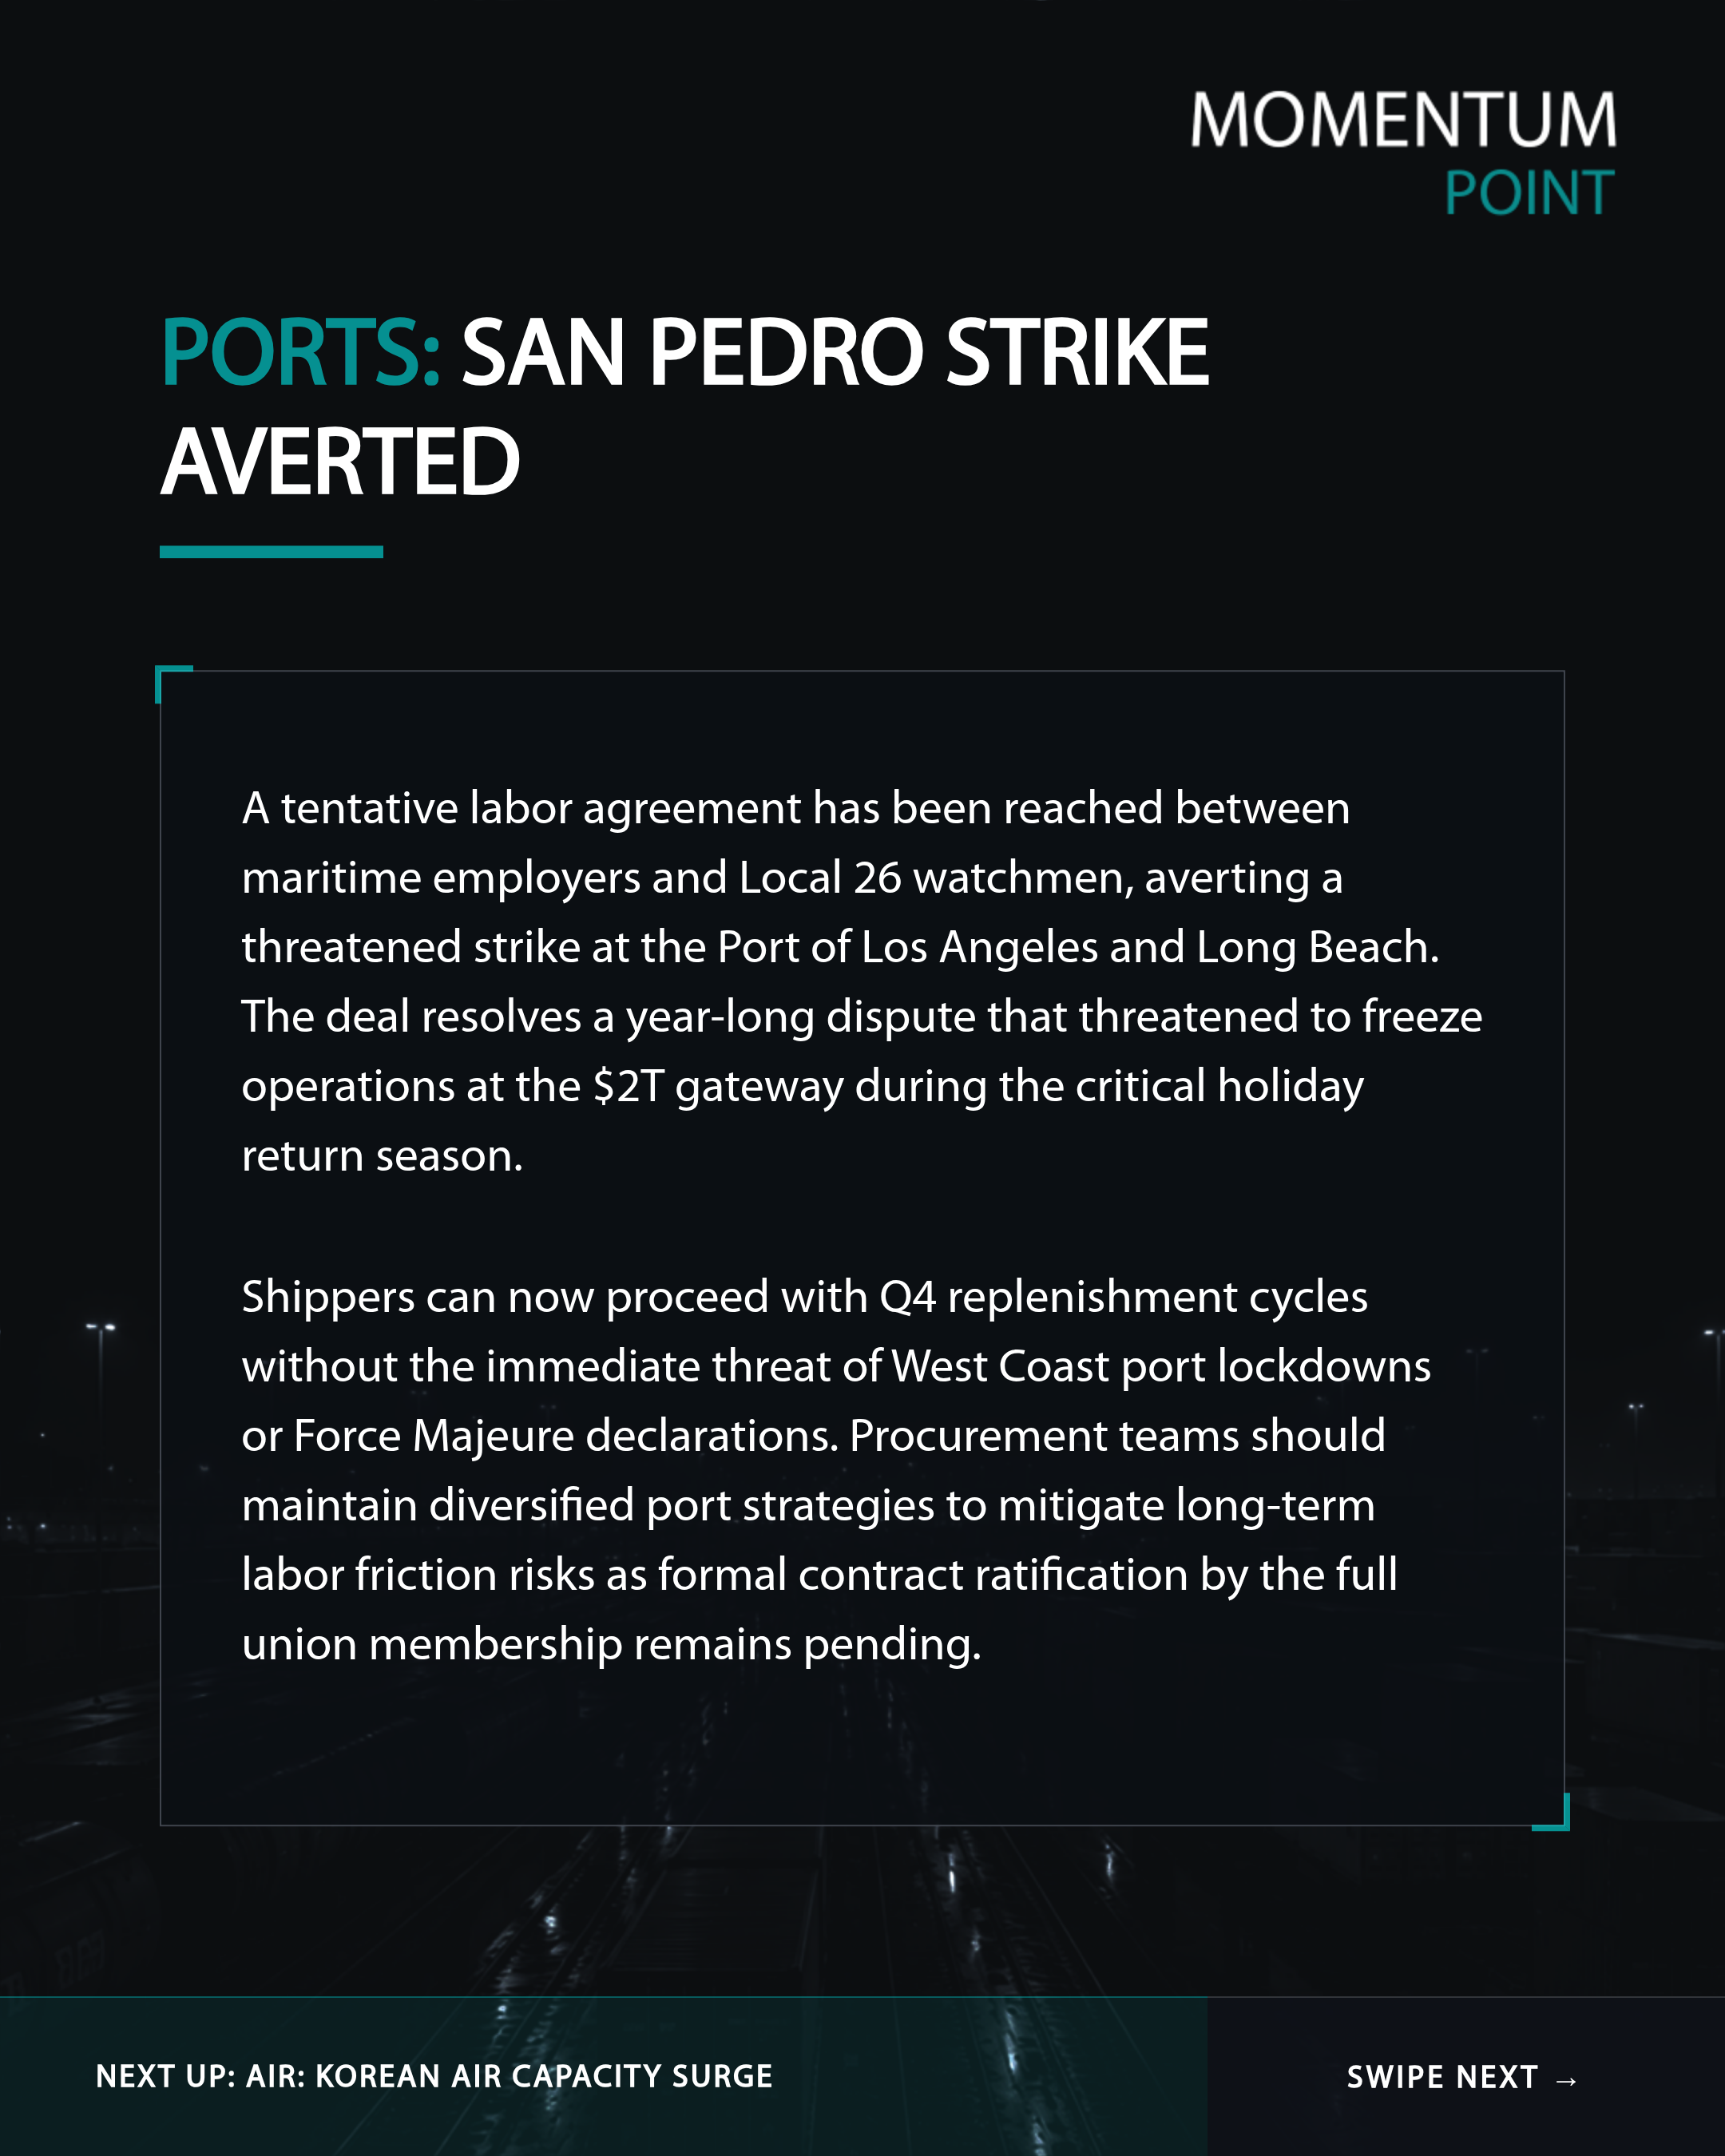 MOMENTUM
POINT
PORTS: SAN PEDRO STRIKE
AVERTED
A tentative labor agreement has been reached between
maritime employers and Local 26 watchmen, averting a
threatened strike at the Port of Los Angeles and Long Beach.
The deal resolves a year-long dispute that threatened to freeze
operations at the $2T gateway during the critical holiday
return season.
Shippers can now proceed with Q4 replenishment cycles
without the immediate threat of West Coast port lockdowns
or Force Majeure declarations. Procurement teams should
maintain diversified port strategies to mitigate long-term
labor friction risks as formal contract ratification by the full
union membership remains pending.
NEXT UP: AIR: KOREAN AIR CAPACITY SURGE
SWIPE NEXT →